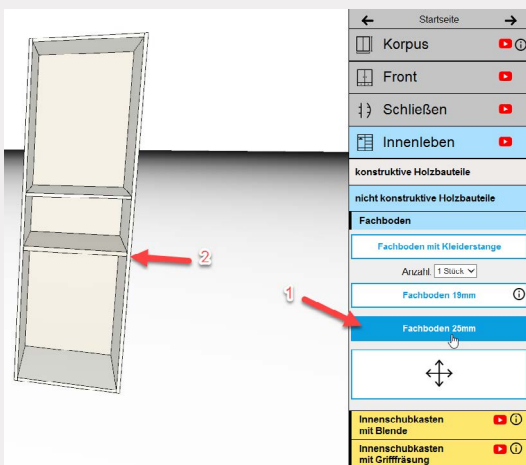 Startseite
Korpus
Front
Schließen
Innenleben
konstruktive Holzbauteile
nicht konstruktive Holzbauteile
Fachboden
Fachboden mit Kleiderstange
Anzahl: 1 Stück
Fachboden 19mm
Fachboden 25mm
1
2
Innenschubkasten
mit Blende
Innenschubkasten
mit Grifffräsung